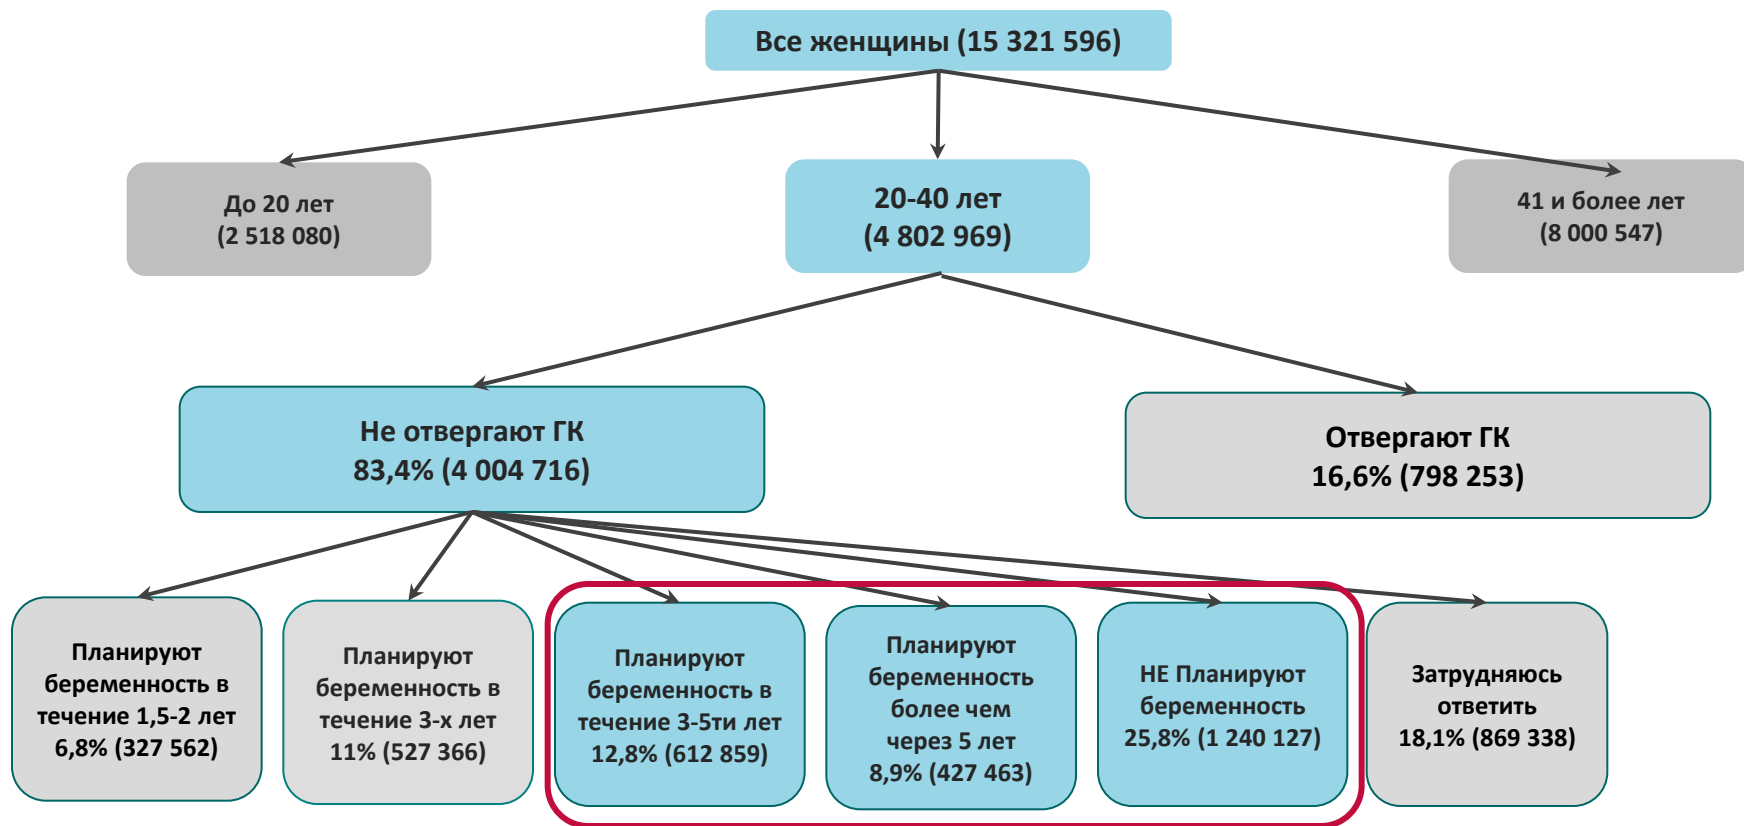 Все женщины (15 321 596)
До 20 лет
(2 518 080)
20-40 лет
(4 802 969)
41 и более лет
(8 000 547)
Не отвергают ГК
83,4% (4 004 716)
Отвергают ГК
16,6% (798 253)
Планируют
беременность в
течение 1,5-2 лет
6,8% (327 562)
Планируют
беременность в
течение 3-х лет
11% (527 366)
Планируют
беременность в
течение 3-5ти лет
12,8% (612 859)
Планируют
беременность
более чем
через 5 лет
8,9% (427 463)
НЕ Планируют
беременность
25,8% (1 240 127)
Затрудняюсь
ответить
18,1% (869 338)